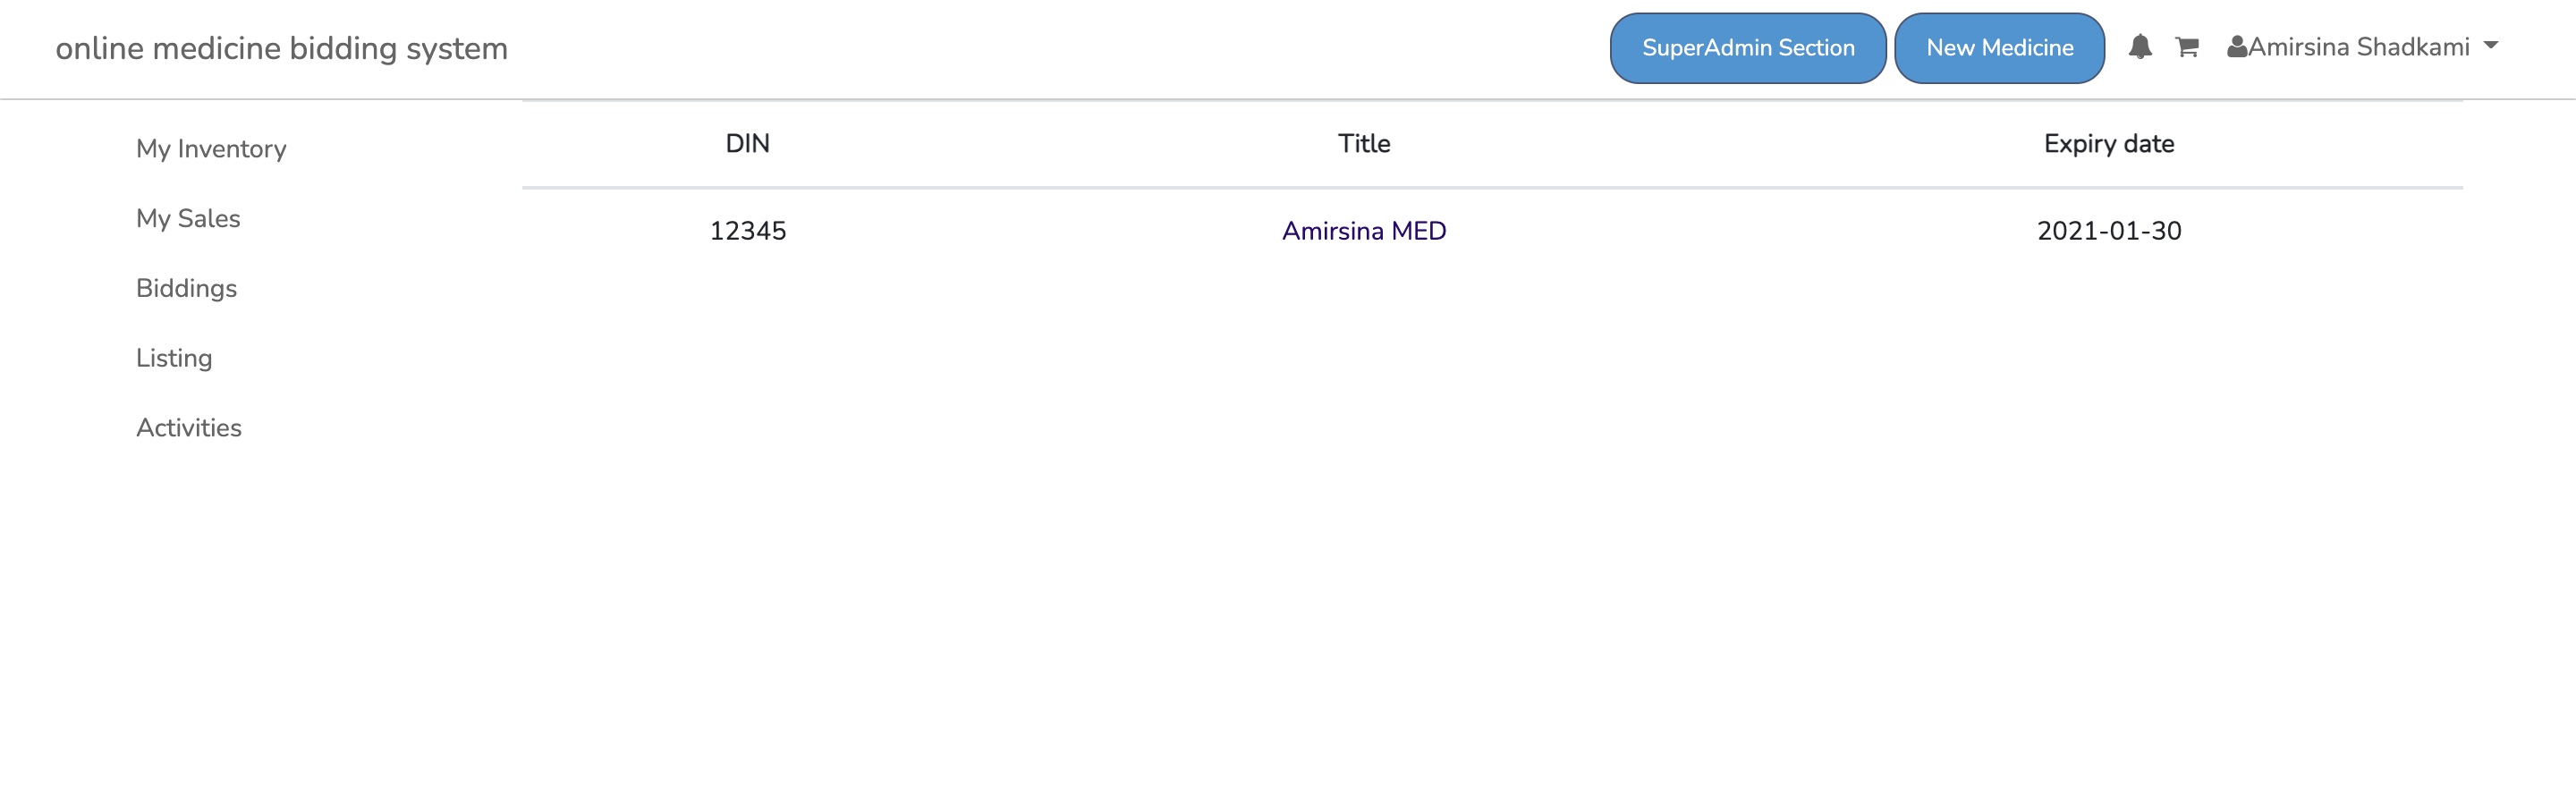 online medicine bidding system
SuperAdmin Section
New Medicine
Amirsina Shadkami
My Inventory
My Sales
Biddings
Listing
Activities
DIN Title Expiry date
12345 Amirsina MED 2021-01-30